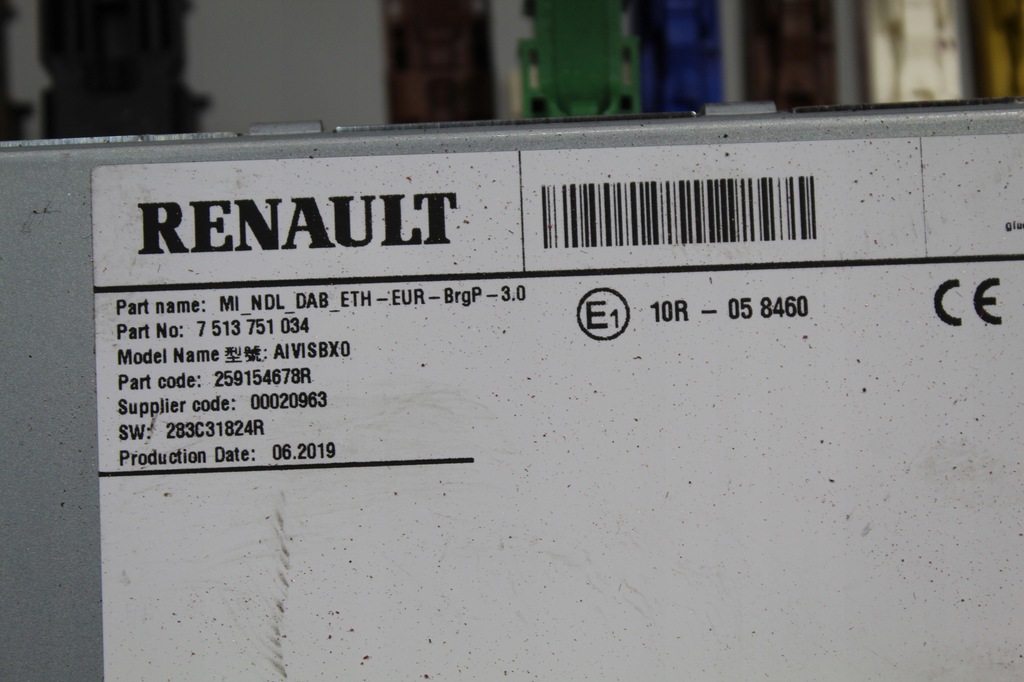 RENAULT
Part name: MI_NDL_DAB_ETH-EUR-BrgP-3.0
Part No: 7 513 751 034
Model Name 型號: AIVISBX0
Part code: 259154678R
Supplier code: 00020963
SW: 283C31824R
Production Date: 06.2019
E1 10R - 05 8460
CE